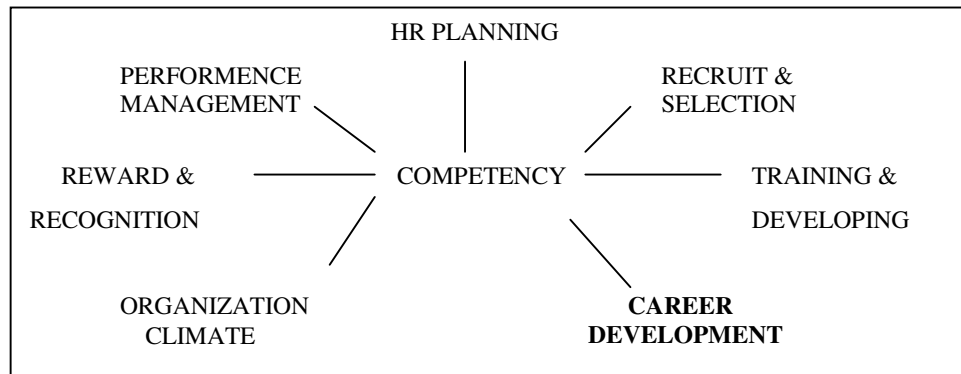 HR PLANNING
PERFORMENCE
MANAGEMENT
RECRUIT &
SELECTION
REWARD &
RECOGNITION
COMPETENCY
TRAINING &
DEVELOPING
ORGANIZATION
CLIMATE
CAREER
DEVELOPMENT